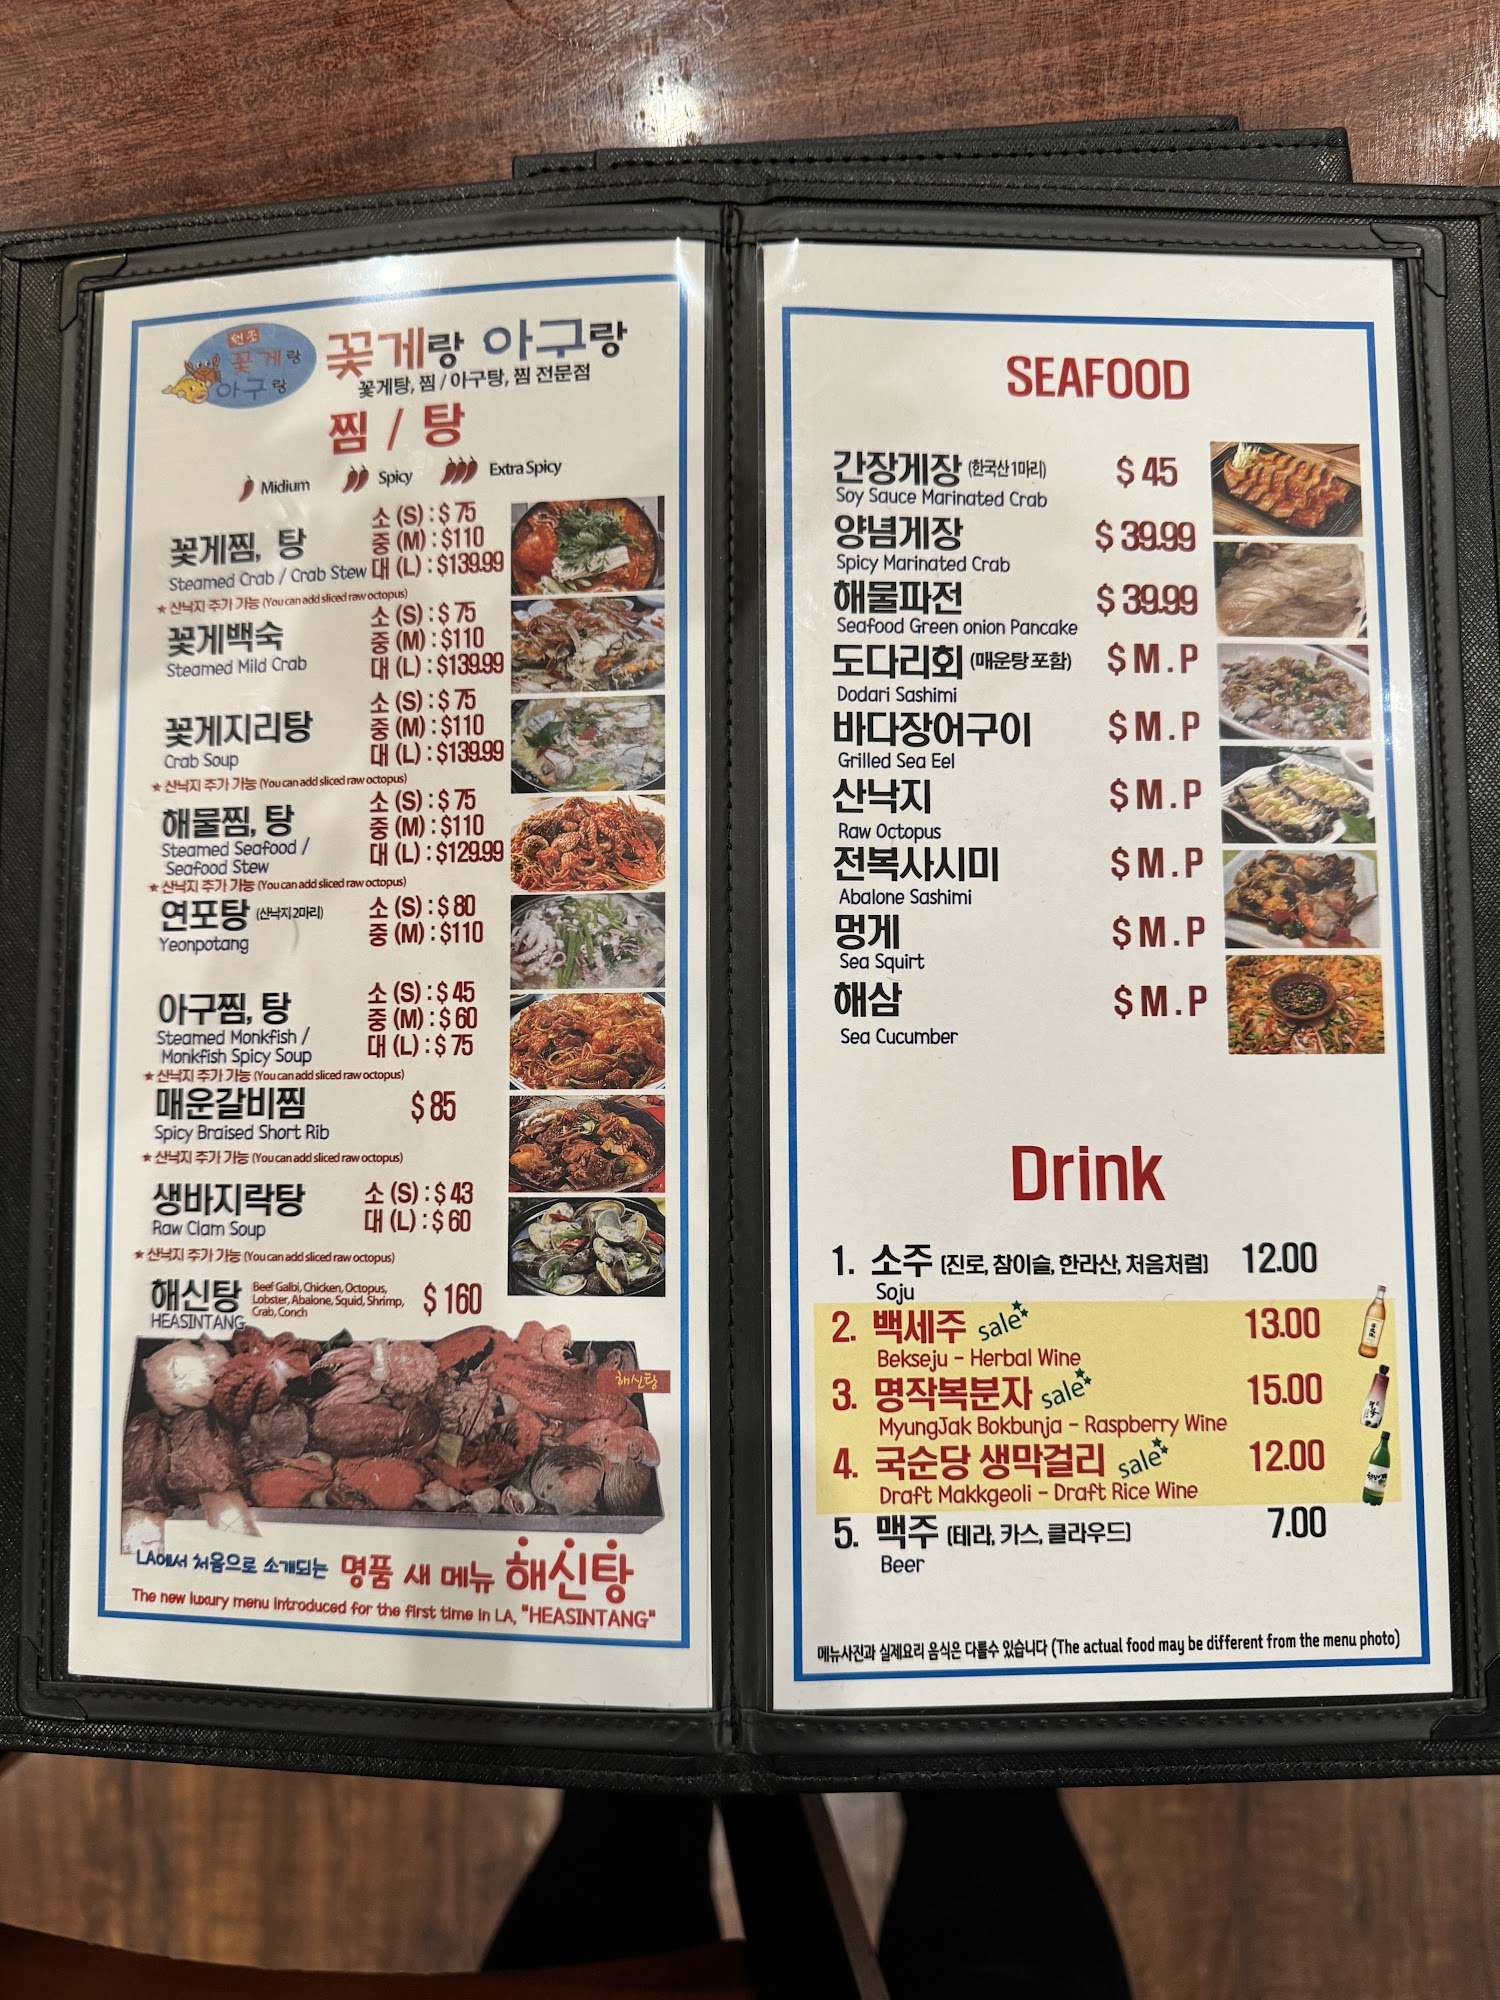 원조
꽃게랑
아구랑
꽃게랑 아구랑
꽃게탕, 찜 / 아구탕, 찜 전문점
찜 / 탕
Midium Spicy Extra Spicy
꽃게찜, 탕
Steamed Crab / Crab Stew
소 (S) : $ 75
중 (M) : $110
대 (L) : $139.99
★ 산낙지 추가 가능 (You can add sliced raw octopus)
꽃게백숙
Steamed Mild Crab
소 (S) : $ 75
중 (M) : $110
대 (L) : $139.99
꽃게지리탕
Crab Soup
소 (S) : $ 75
중 (M) : $110
대 (L) : $139.99
★ 산낙지 추가 가능 (You can add sliced raw octopus)
해물찜, 탕
Steamed Seafood /
Seafood Stew
소 (S) : $ 75
중 (M) : $110
대 (L) : $129.99
★ 산낙지 추가 가능 (You can add sliced raw octopus)
연포탕 (산낙지 2마리)
Yeonpotang
소 (S) : $ 80
중 (M) : $110
아구찜, 탕
Steamed Monkfish /
Monkfish Spicy Soup
소 (S) : $ 45
중 (M) : $ 60
대 (L) : $ 75
★ 산낙지 추가 가능 (You can add sliced raw octopus)
매운갈비찜 $ 85
Spicy Braised Short Rib
★ 산낙지 추가 가능 (You can add sliced raw octopus)
생바지락탕
Raw Clam Soup
소 (S) : $ 43
대 (L) : $ 60
★ 산낙지 추가 가능 (You can add sliced raw octopus)
해신탕
HEASINTANG
Beef Galbi, Chicken, Octopus,
Lobster, Abalone, Squid, Shrimp,
Crab, Conch
$ 160
해신탕
LA에서 처음으로 소개되는 명품 새 메뉴 해신탕
The new luxury menu introduced for the first time in LA, "HEASINTANG"
SEAFOOD
간장게장 (한국산 1마리) $ 45
Soy Sauce Marinated Crab
양념게장 $ 39.99
Spicy Marinated Crab
해물파전 $ 39.99
Seafood Green onion Pancake
도다리회 (매운탕 포함) $ M . P
Dodari Sashimi
바다장어구이 $ M . P
Grilled Sea Eel
산낙지 $ M . P
Raw Octopus
전복사시미 $ M . P
Abalone Sashimi
멍게 $ M . P
Sea Squirt
해삼 $ M . P
Sea Cucumber
Drink
1. 소주 (진로, 참이슬, 한라산, 처음처럼) 12.00
Soju
2. 백세주 sale 13.00
Bekseju - Herbal Wine
3. 명작복분자 sale 15.00
MyungJak Bokbunja - Raspberry Wine
4. 국순당 생막걸리 sale 12.00
Draft Makkgeoli - Draft Rice Wine
5. 맥주 (테라, 카스, 클라우드) 7.00
Beer
메뉴사진과 실제요리 음식은 다를수 있습니다 (The actual food may be different from the menu photo)